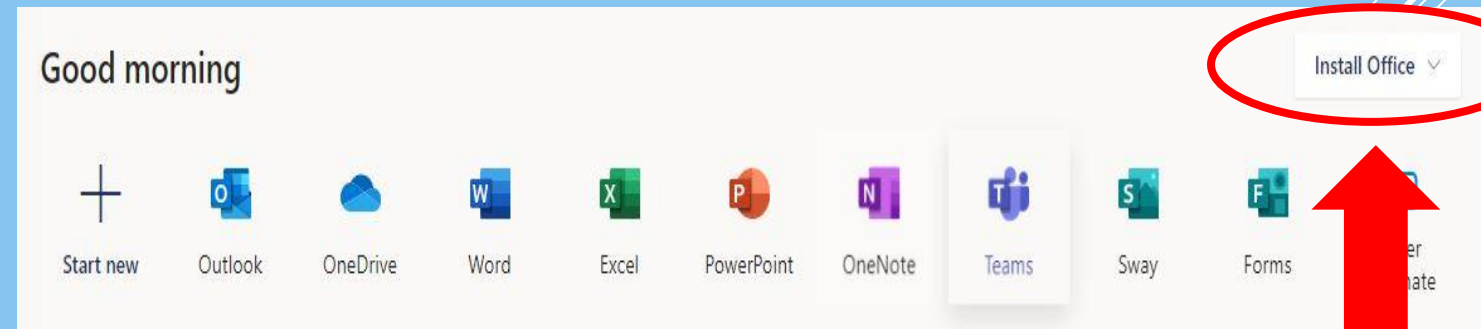 Good morning
Install Office
Start new Outlook OneDrive Word Excel PowerPoint OneNote Teams Sway Forms